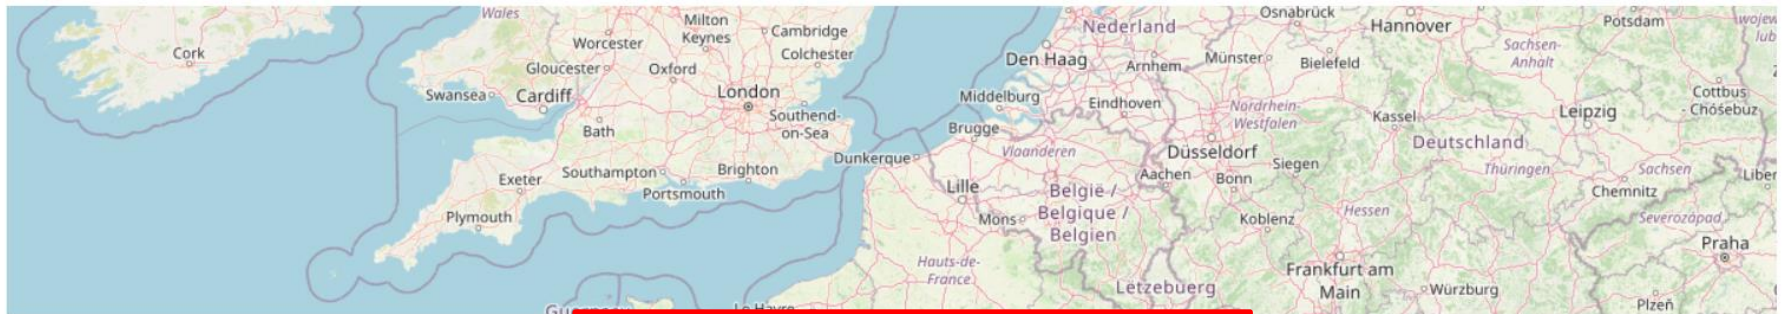 Wales
Milton
Keynes
Cambridge
Nederland
Osnabrück
Hannover
Potsdam
Cork
Worcester
Colchester
Den Haag
Sachsen-
Anhalt
Gloucester
Oxford
Arnhem
Münster
Bielefeld
Swansea
Cardiff
London
Middelburg
Eindhoven
Nordrhein-
Westfalen
Kassel
Leipzig
Cottbus
- Chóśebuz
Bath
Southend-
on-Sea
Brugge
Deutschland
Dunkerque
Vlaanderen
Düsseldorf
Siegen
Thüringen
Sachsen
Exeter
Southampton
Brighton
Portsmouth
Lille
Aachen
Bonn
Chemnitz
België /
Belgique /
Belgien
Plymouth
Mons
Koblenz
Hessen
Severozápad
Praha
Hauts-de-
France
Frankfurt am
Main
Lëtzebuerg
Würzburg
Plzeň